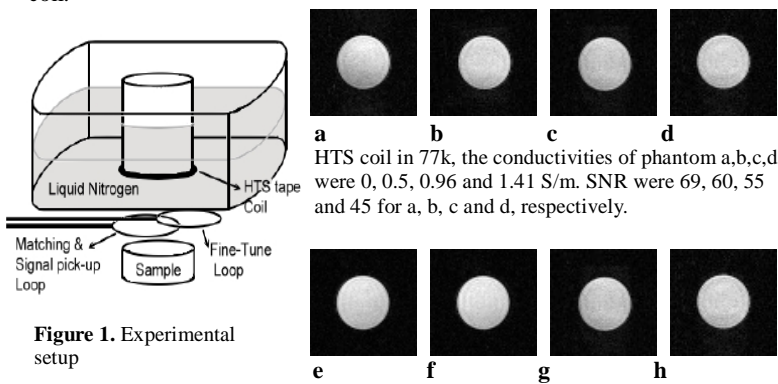 coil.
Liquid Nitrogen
HTS tape
Coil
Matching &
Signal pick-up
Loop
Sample
Fine-Tune
Loop
Figure 1. Experimental
setup
a b c d
HTS coil in 77k, the conductivities of phantom a,b,c,d
were 0, 0.5, 0.96 and 1.41 S/m. SNR were 69, 60, 55
and 45 for a, b, c and d, respectively.
e f g h